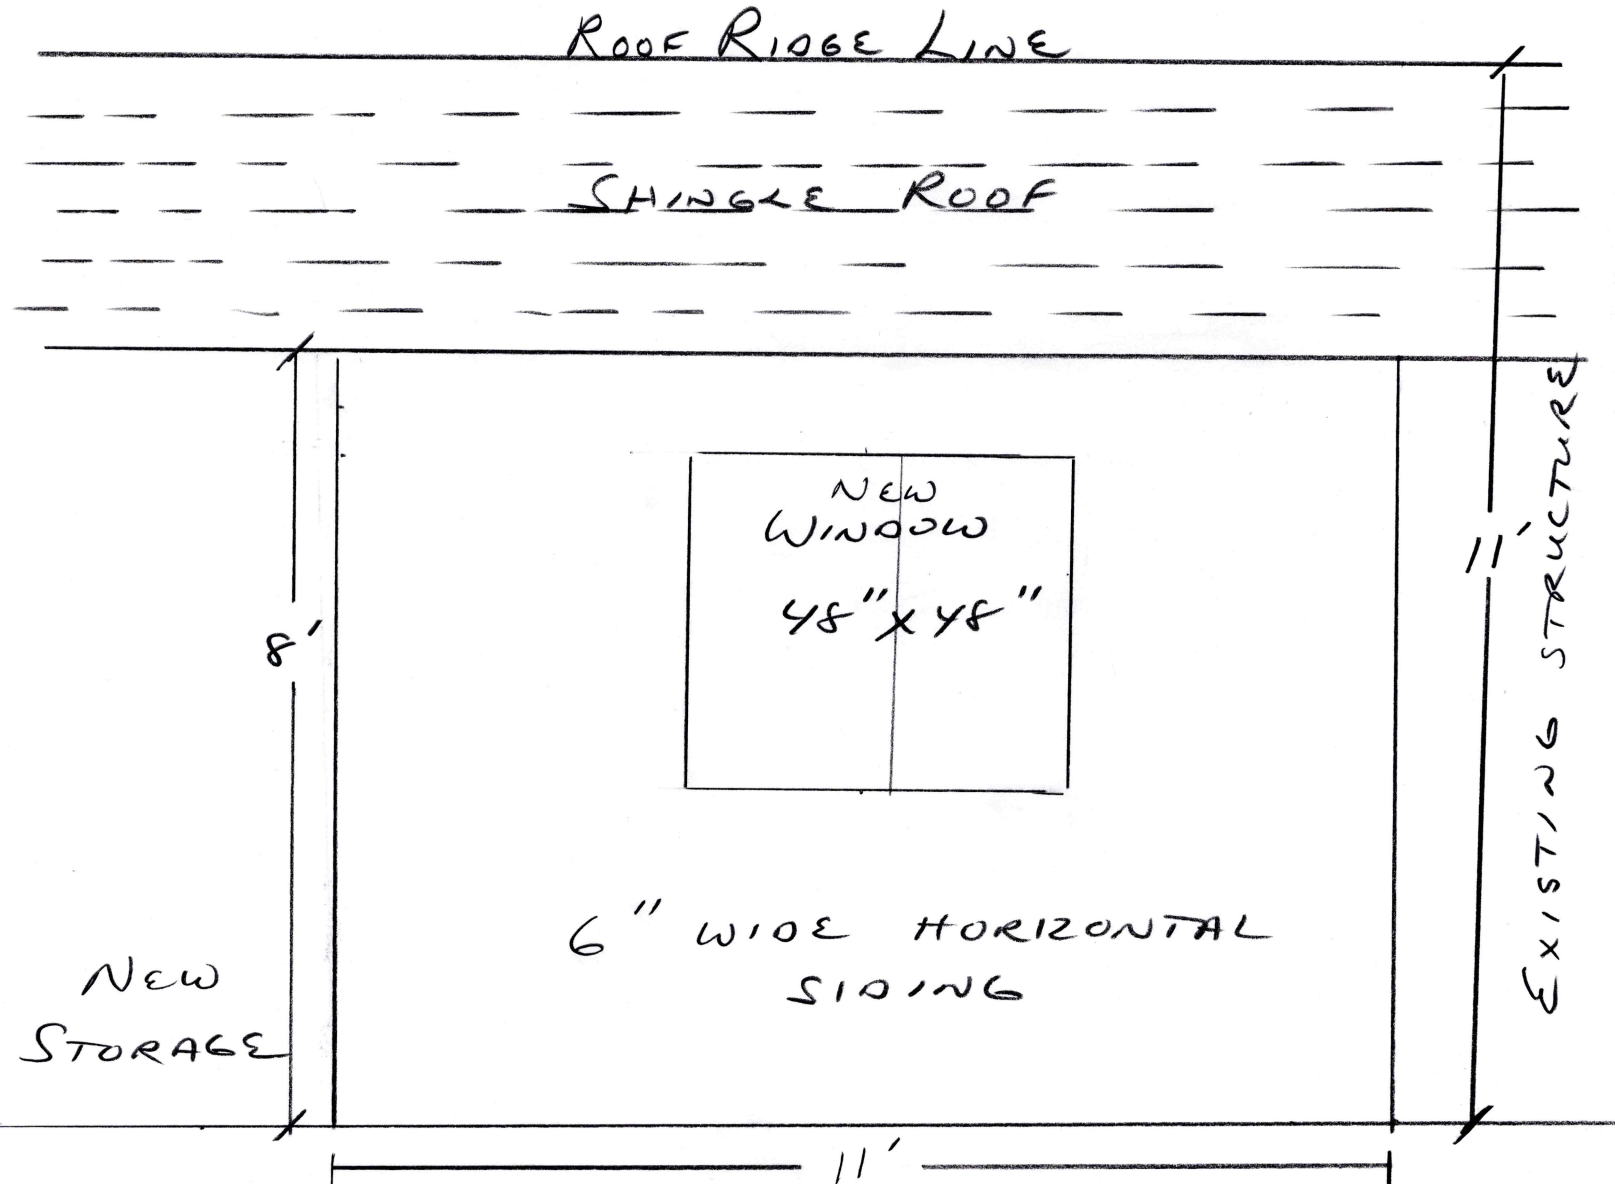 ROOF RIDGE LINE
SHINGLE ROOF
NEW
WINDOW
48" X 48"
8'
11'
EXISTING STRUCTURE
6" WIDE HORIZONTAL
SIDING
NEW
STORAGE
11'